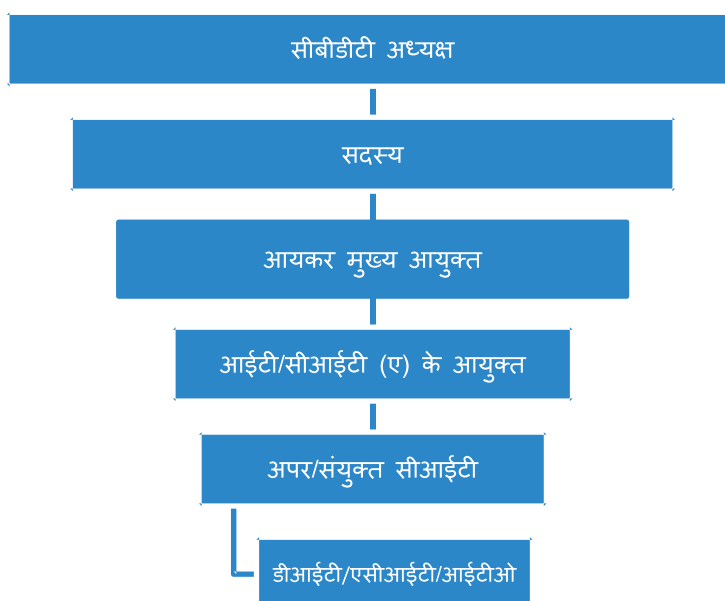 सीबीडीटी अध्यक्ष
सदस्य
आयकर मुख्य आयुक्त
आईटी/सीआईटी (ए) के आयुक्त
अपर/संयुक्त सीआईटी
डीआईटी/एसीआईटी/आईटीओ